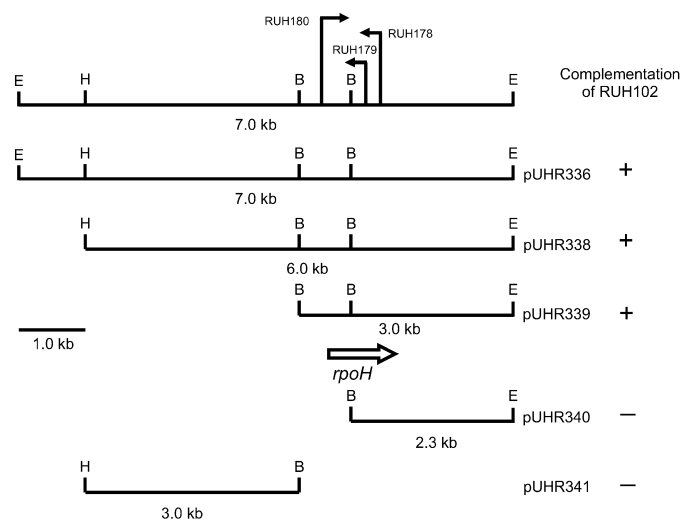 RUH180
RUH178
RUH179
E H B B E
Complementation
of RUH102
7.0 kb
E H B B E
pUHR336 +
7.0 kb
H B B E
pUHR338 +
6.0 kb
B B E
pUHR339 +
3.0 kb
1.0 kb
rpoH
B E
pUHR340 –
2.3 kb
H B
pUHR341 –
3.0 kb